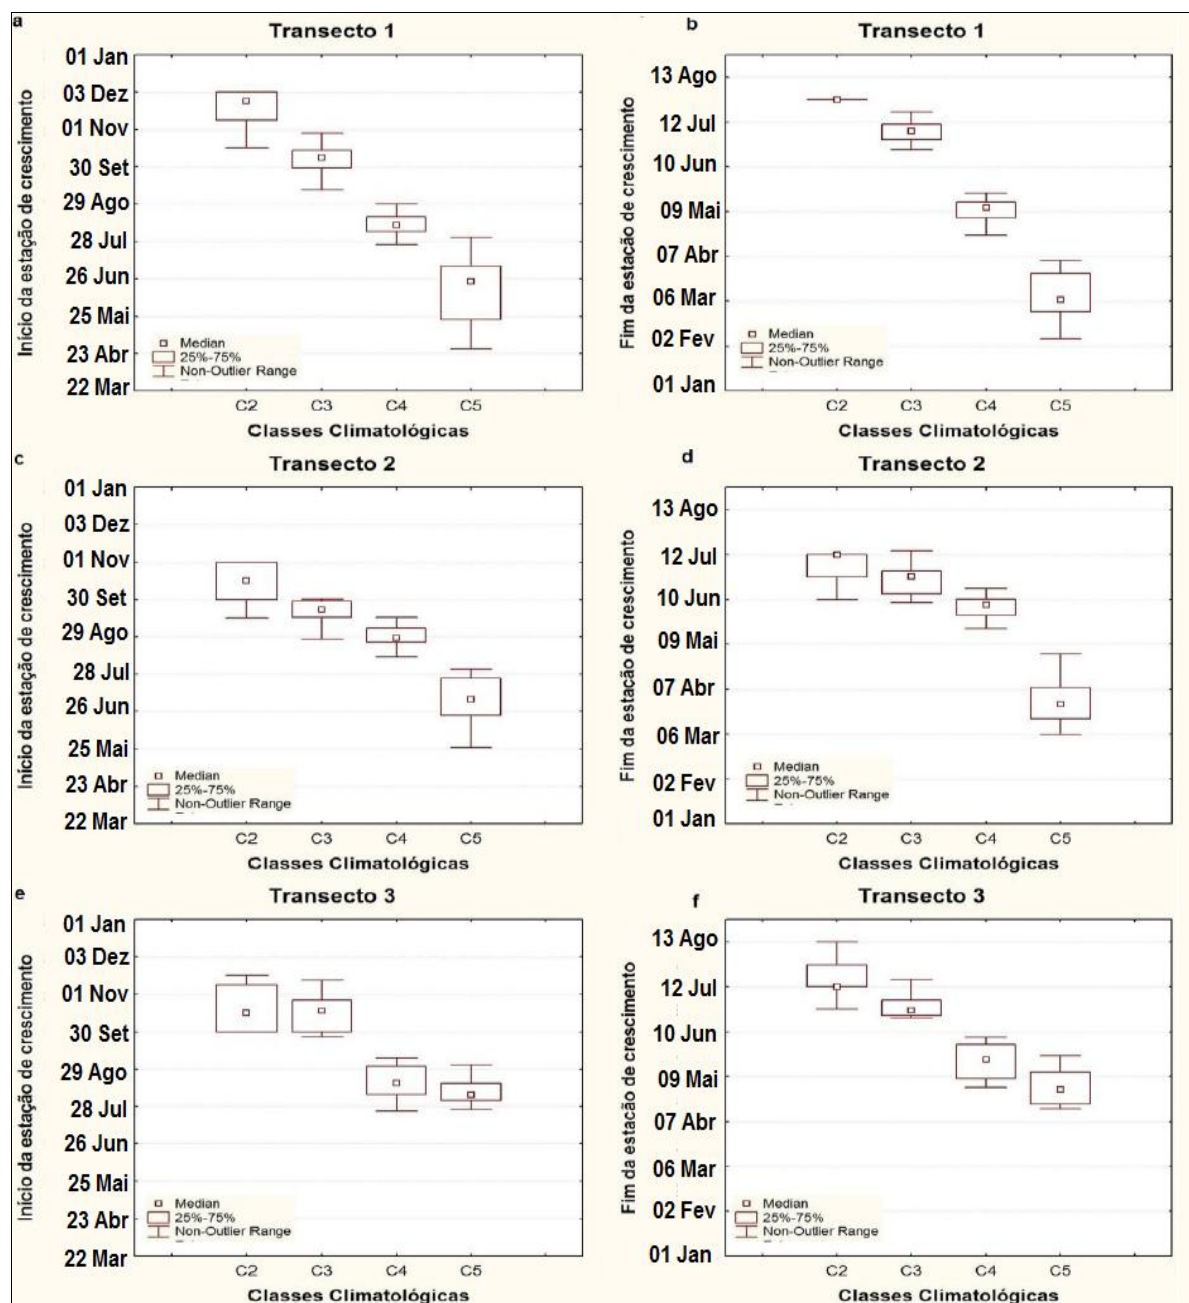 a
Transecto 1
Início da estação de crescimento
01 Jan
03 Dez
01 Nov
30 Set
29 Ago
28 Jul
26 Jun
25 Mai
23 Abr
22 Mar
Median
25%-75%
Non-Outlier Range
C2 C3 C4 C5
Classes Climatológicas
b
Transecto 1
Fim da estação de crescimento
13 Ago
12 Jul
10 Jun
09 Mai
07 Abr
06 Mar
02 Fev
01 Jan
Median
25%-75%
Non-Outlier Range
C2 C3 C4 C5
Classes Climatológicas
c
Transecto 2
Início da estação de crescimento
01 Jan
03 Dez
01 Nov
30 Set
29 Ago
28 Jul
26 Jun
25 Mai
23 Abr
22 Mar
Median
25%-75%
Non-Outlier Range
C2 C3 C4 C5
Classes Climatológicas
d
Transecto 2
Fim da estação de crescimento
13 Ago
12 Jul
10 Jun
09 Mai
07 Abr
06 Mar
02 Fev
01 Jan
Median
25%-75%
Non-Outlier Range
C2 C3 C4 C5
Classes Climatológicas
e
Transecto 3
Início da estação de crescimento
01 Jan
03 Dez
01 Nov
30 Set
29 Ago
28 Jul
26 Jun
25 Mai
23 Abr
22 Mar
Median
25%-75%
Non-Outlier Range
C2 C3 C4 C5
Classes Climatológicas
f
Transecto 3
Fim da estação de crescimento
13 Ago
12 Jul
10 Jun
09 Mai
07 Abr
06 Mar
02 Fev
01 Jan
Median
25%-75%
Non-Outlier Range
C2 C3 C4 C5
Classes Climatológicas